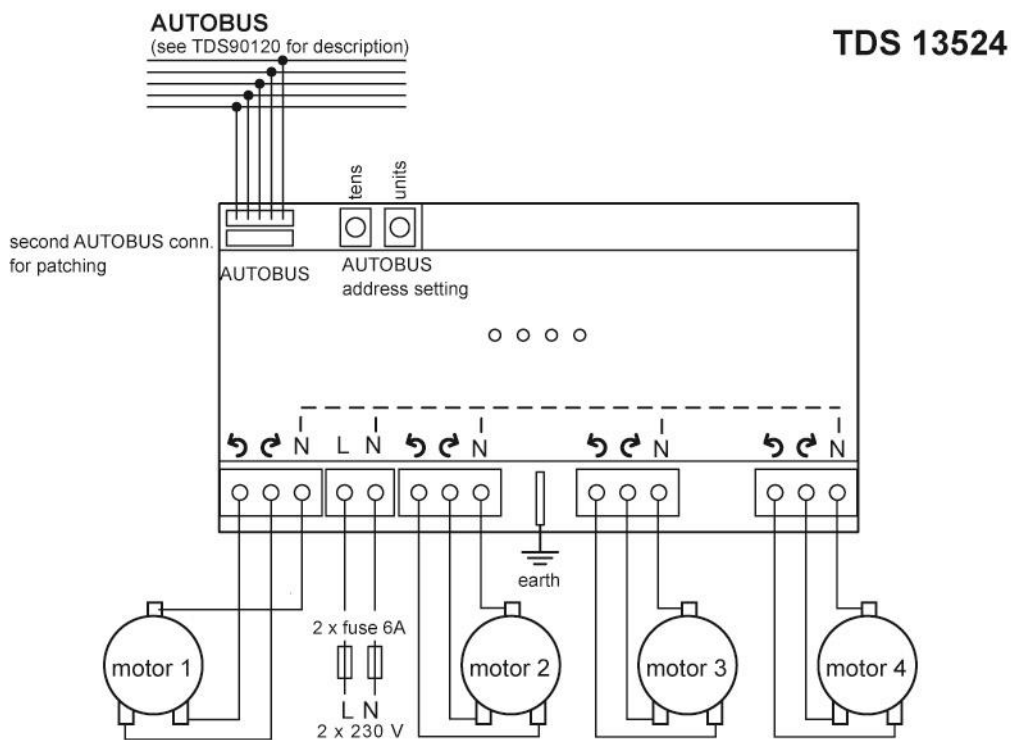 AUTOBUS
(see TDS90120 for description)
TDS 13524
tens
units
second AUTOBUS conn.
for patching
AUTOBUS
AUTOBUS
address setting
N
L
N
N
N
N
earth
2 x fuse 6A
L N
2 x 230 V
motor 1
motor 2
motor 3
motor 4